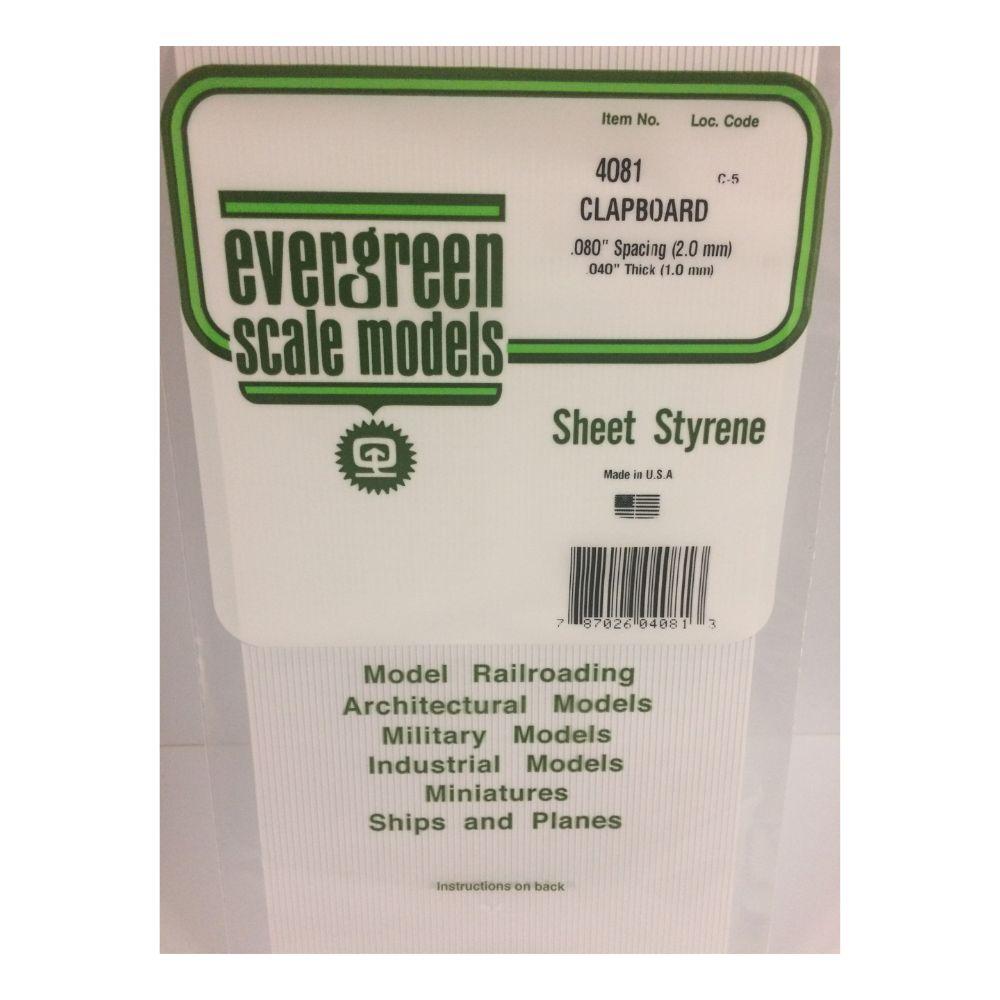 Item No. Loc. Code
4081 C-5
CLAPBOARD
.080" Spacing (2.0 mm)
.040" Thick (1.0 mm)
evergreen
scale models
Sheet Styrene
Made in U.S.A
7 87026 04081 3
Model Railroading
Architectural Models
Military Models
Industrial Models
Miniatures
Ships and Planes
Instructions on back